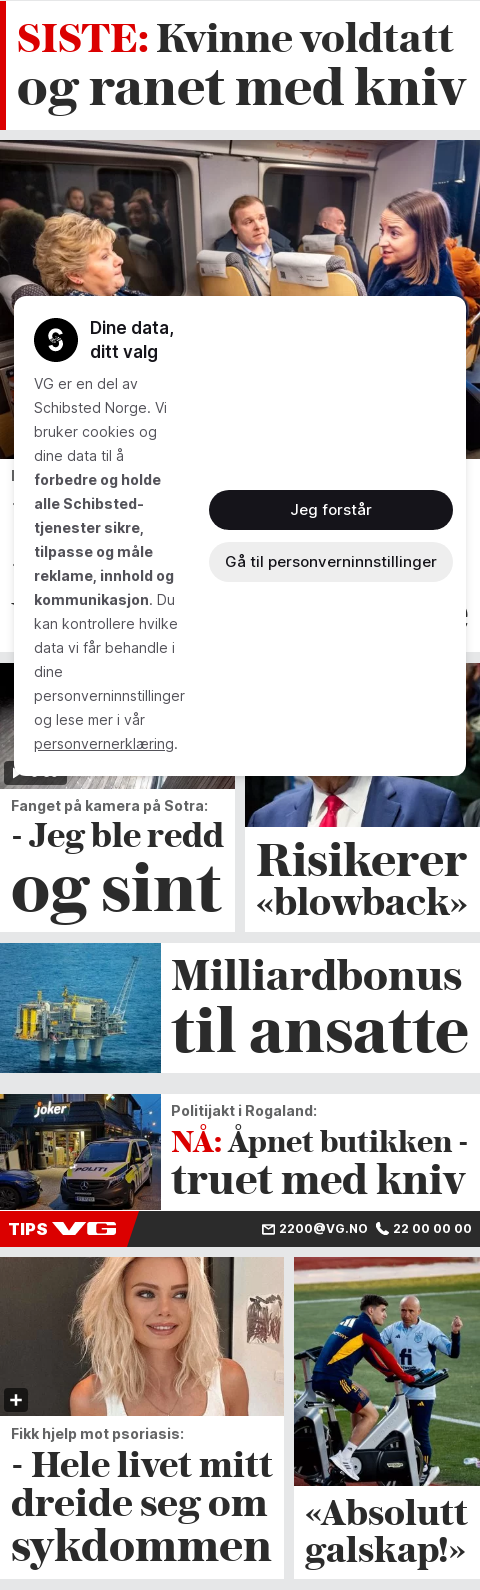 SISTE: Kvinne voldtatt
og ranet med kniv
Dine data,
ditt valg
VG er en del av
Schibsted Norge. Vi
bruker cookies og
dine data til å
forbedre og holde
alle Schibsted-
tjenester sikre,
tilpasse og måle
reklame, innhold og
kommunikasjon. Du
kan kontrollere hvilke
data vi får behandle i
dine
personverninnstillinger
og lese mer i vår
personvernerklæring.
Jeg forstår
Gå til personverninnstillinger
Fanget på kamera på Sotra:
- Jeg ble redd
og sint
Risikerer
«blowback»
Milliardbonus
til ansatte
joker
POLITI
Politijakt i Rogaland:
NÅ: Åpnet butikken -
truet med kniv
TIPS VG
2200@VG.NO 22 00 00 00
Fikk hjelp mot psoriasis:
- Hele livet mitt
dreide seg om
sykdommen
«Absolutt
galskap!»